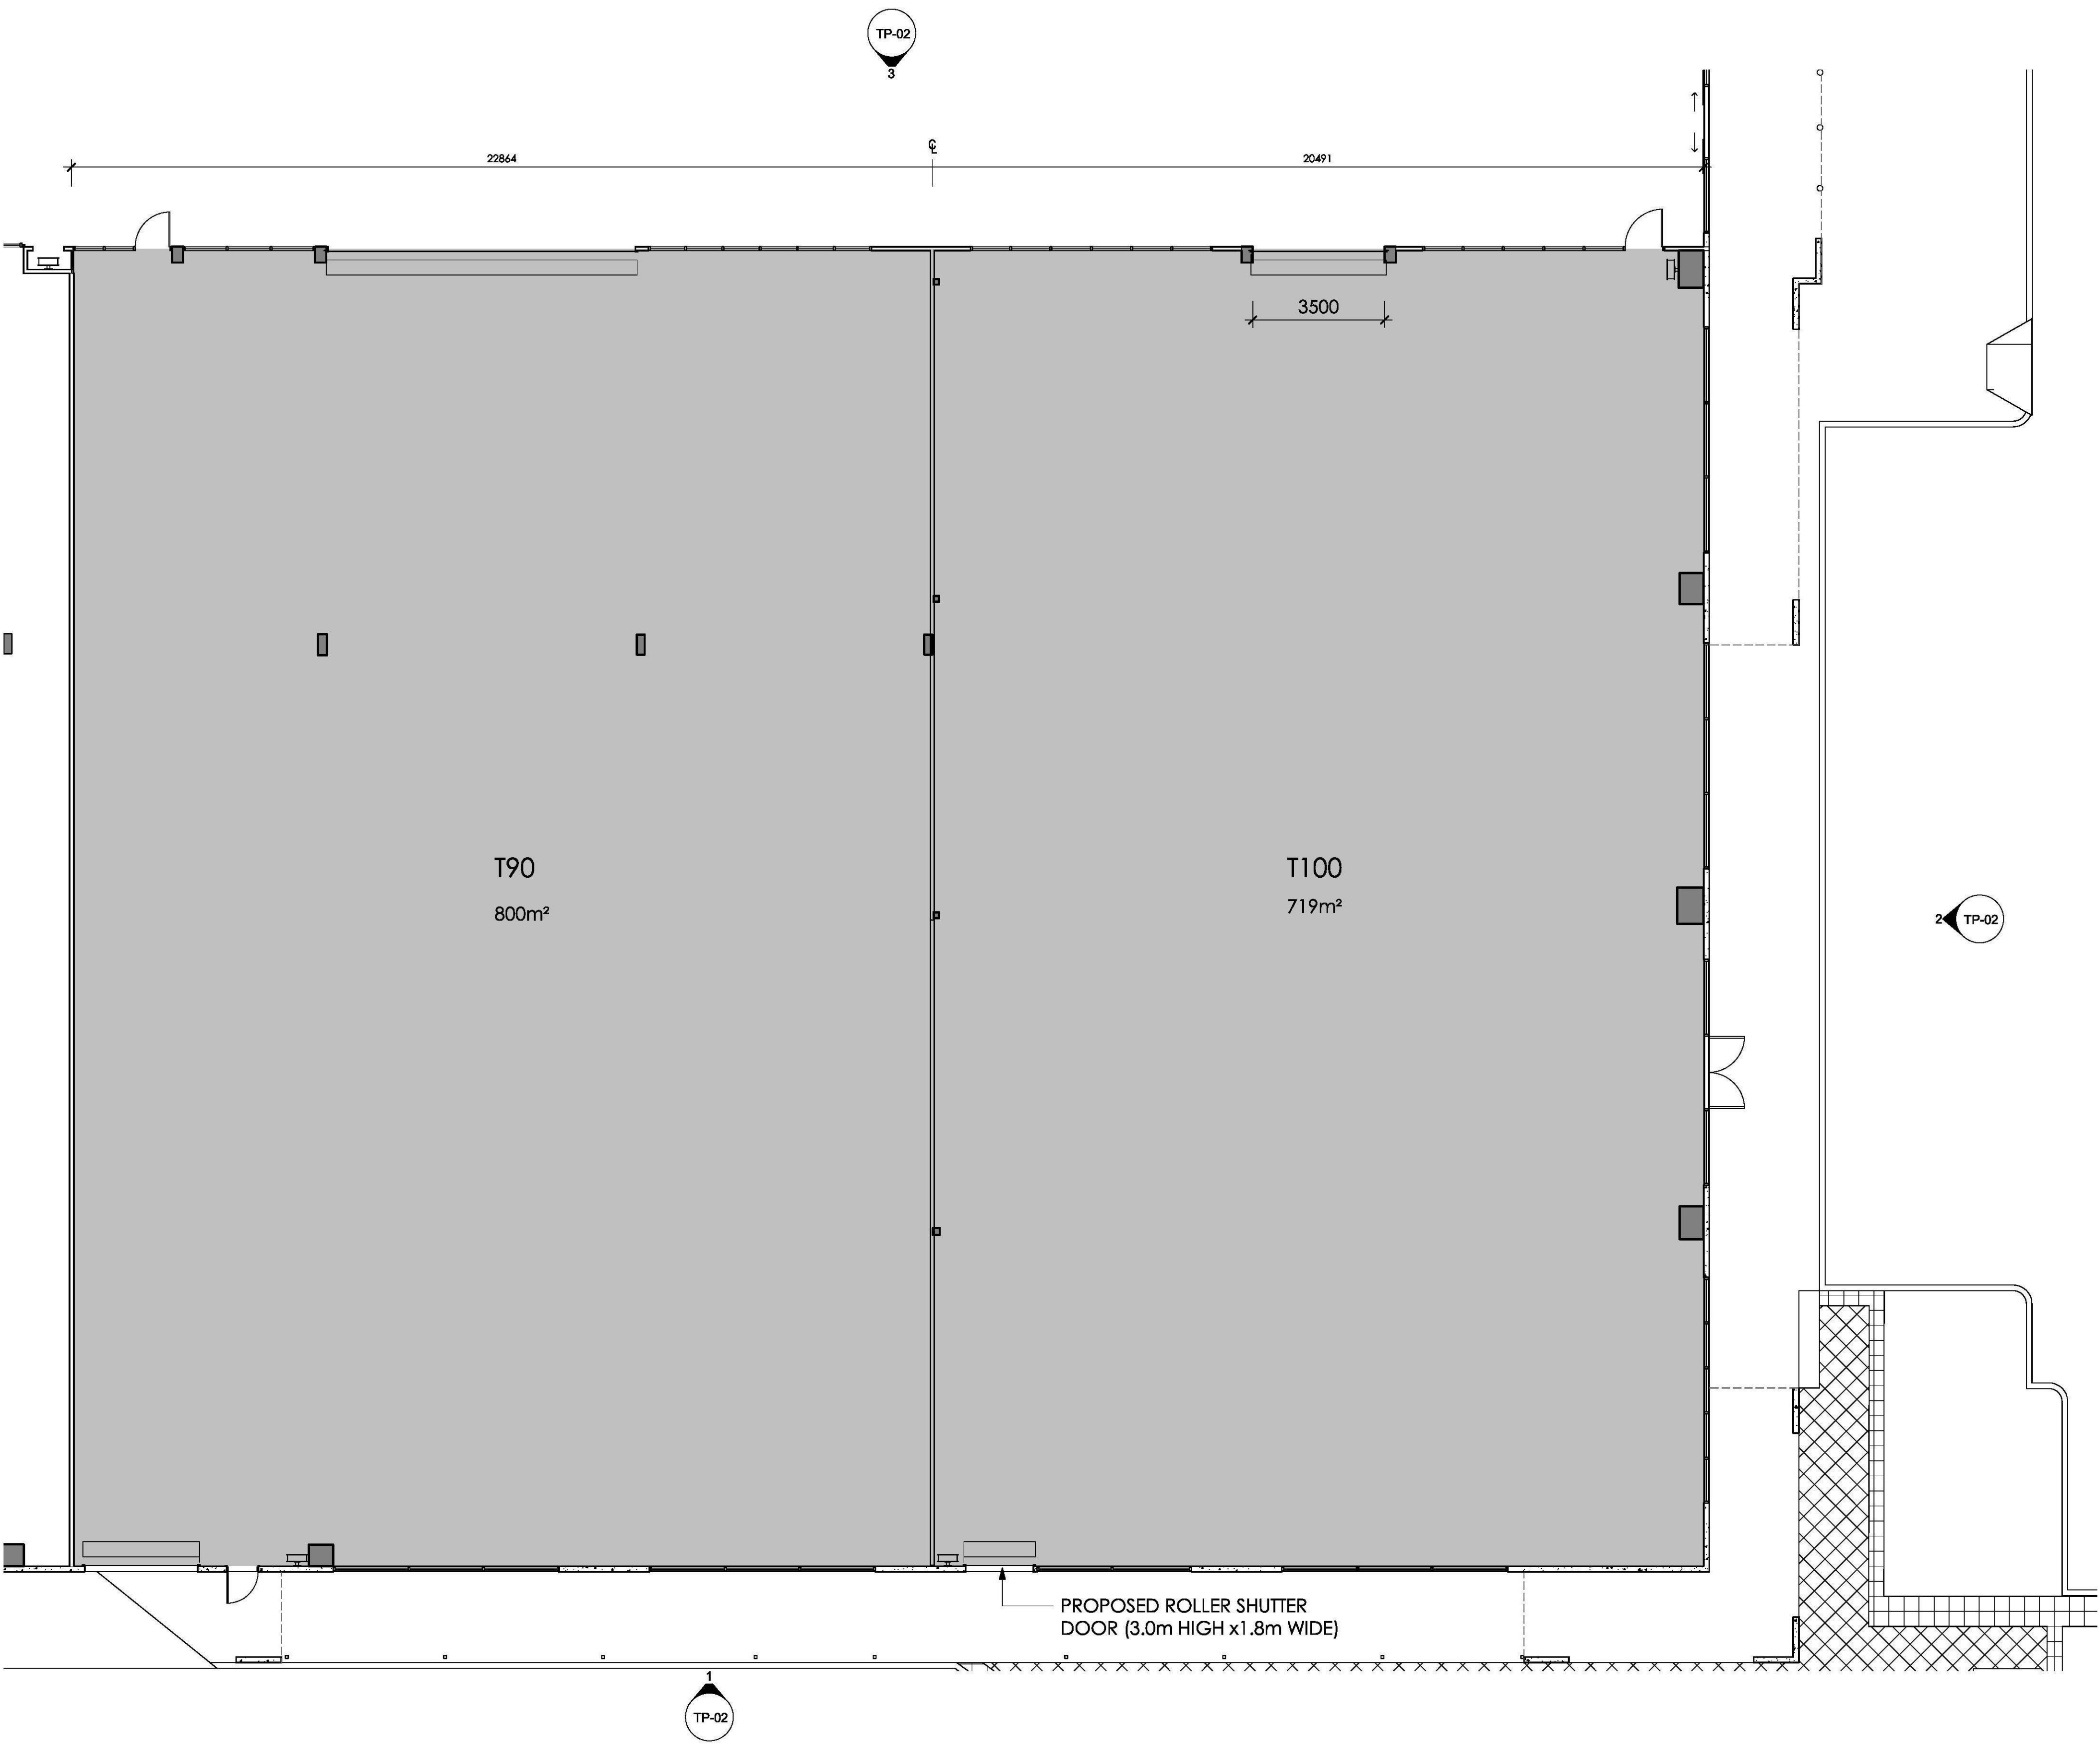 TP-02
3
℄
22864
20491
3500
T90
800m²
T100
719m²
2
TP-02
PROPOSED ROLLER SHUTTER
DOOR (3.0m HIGH x1.8m WIDE)
1
TP-02